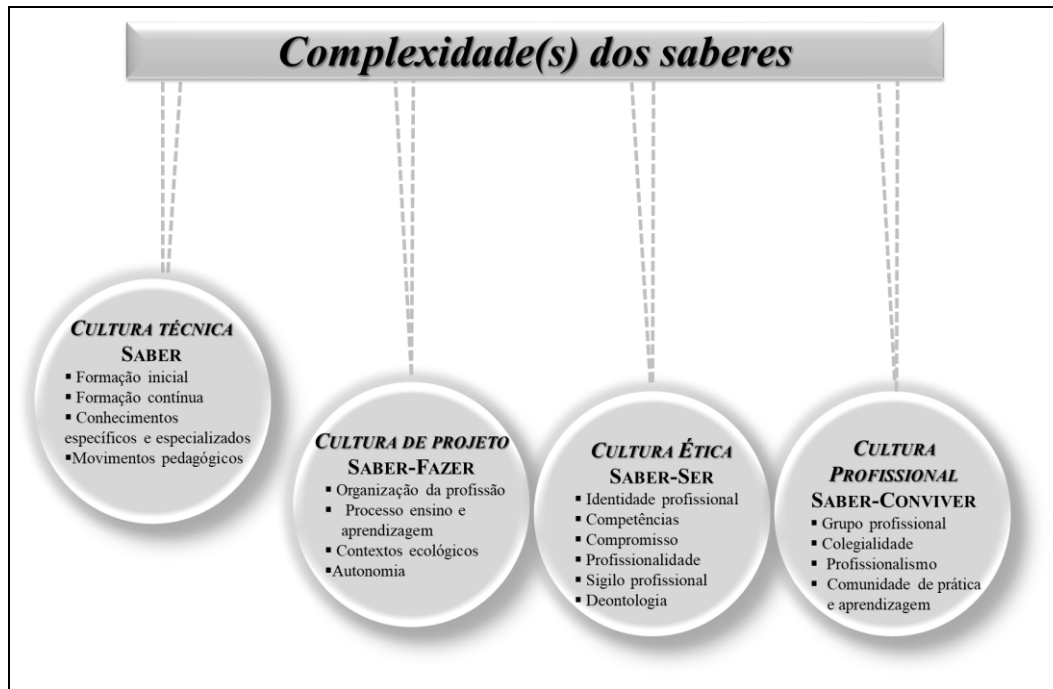 Complexidade(s) dos saberes
CULTURA TÉCNICA
SABER
▪ Formação inicial
▪ Formação contínua
▪ Conhecimentos
específicos e especializados
▪Movimentos pedagógicos
CULTURA DE PROJETO
SABER-FAZER
▪ Organização da profissão
▪ Processo ensino e
aprendizagem
▪ Contextos ecológicos
▪Autonomia
CULTURA ÉTICA
SABER-SER
▪ Identidade profissional
▪ Competências
▪ Compromisso
▪ Profissionalidade
▪ Sigilo profissional
▪ Deontologia
CULTURA
PROFISSIONAL
SABER-CONVIVER
▪ Grupo profissional
▪ Colegialidade
▪ Profissionalismo
▪ Comunidade de prática
e aprendizagem